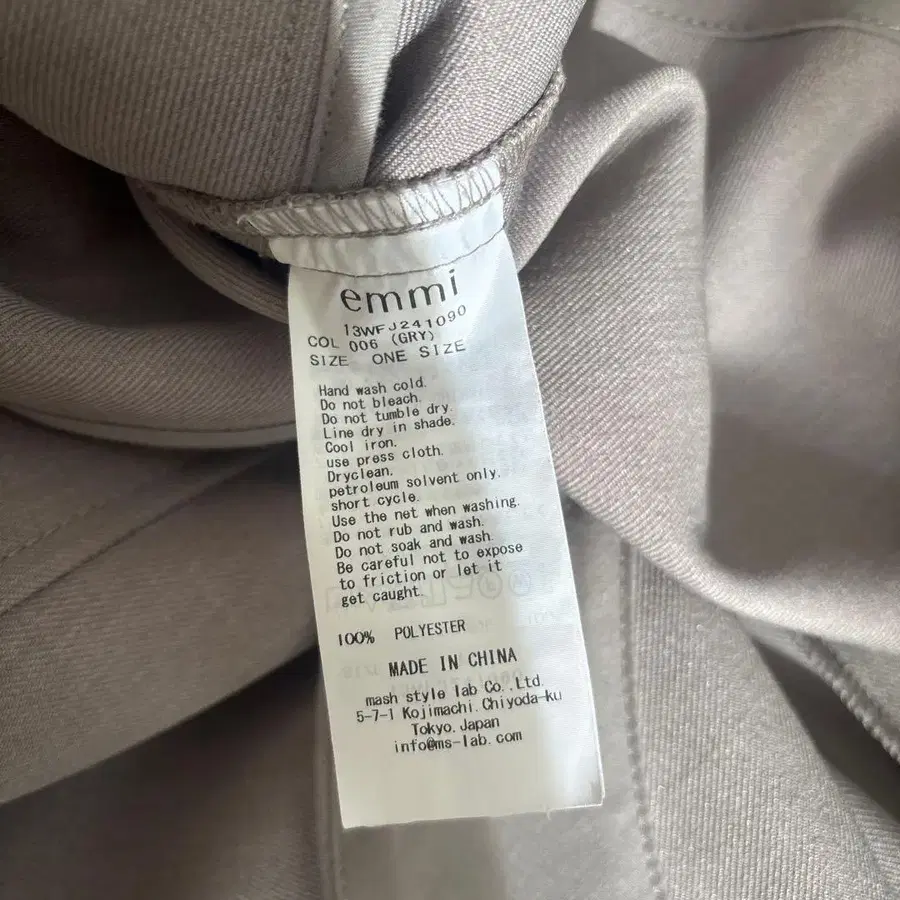 emmi
13WFJ241090
COL 006 (GRY)
SIZE ONE SIZE
Hand wash cold.
Do not bleach.
Do not tumble dry.
Line dry in shade.
Cool iron.
use press cloth.
Dryclean.
petroleum solvent only.
short cycle.
Use the net when washing.
Do not rub and wash.
Do not soak and wash.
Be careful not to expose
to friction or let it
get caught.
100% POLYESTER
MADE IN CHINA
mash style lab Co.,Ltd.
5-7-1 Kojimachi.Chiyoda-ku
Tokyo.Japan
info@ms-lab.com